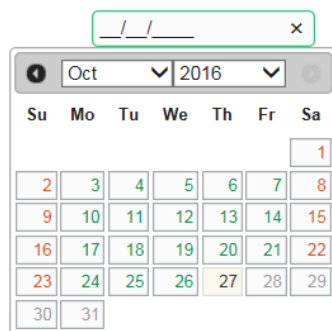 __/__/____ ×
Oct 2016
Su Mo Tu We Th Fr Sa
1
2 3 4 5 6 7 8
9 10 11 12 13 14 15
16 17 18 19 20 21 22
23 24 25 26 27 28 29
30 31